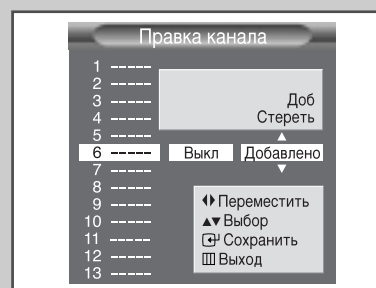 Правка канала
1 -----
2 -----
3 ----- Доб
4 ----- Стереть
5 -----
6 ----- Выкл Добавлено
7 -----
8 -----
9 ----- Переместить
10 ----- Выбор
11 ----- Сохранить
12 ----- Выход
13 -----